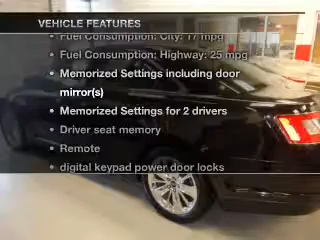 VEHICLE FEATURES
• Fuel Consumption: City: 17 mpg
• Fuel Consumption: Highway: 25 mpg
• Memorized Settings including door
mirror(s)
• Memorized Settings for 2 drivers
• Driver seat memory
• Remote
• digital keypad power door locks